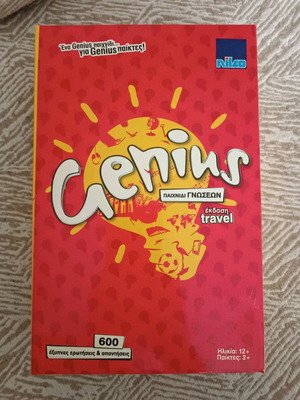 Ένα Genius παιχνίδι...
για Genius παίκτες!
nilco
Genius
ΠΑΙΧΝΙΔΙ ΓΝΩΣΕΩΝ
έκδοση
travel
600
έξυπνες ερωτήσεις & απαντήσεις
Ηλικία: 12+
Παίκτες: 2+